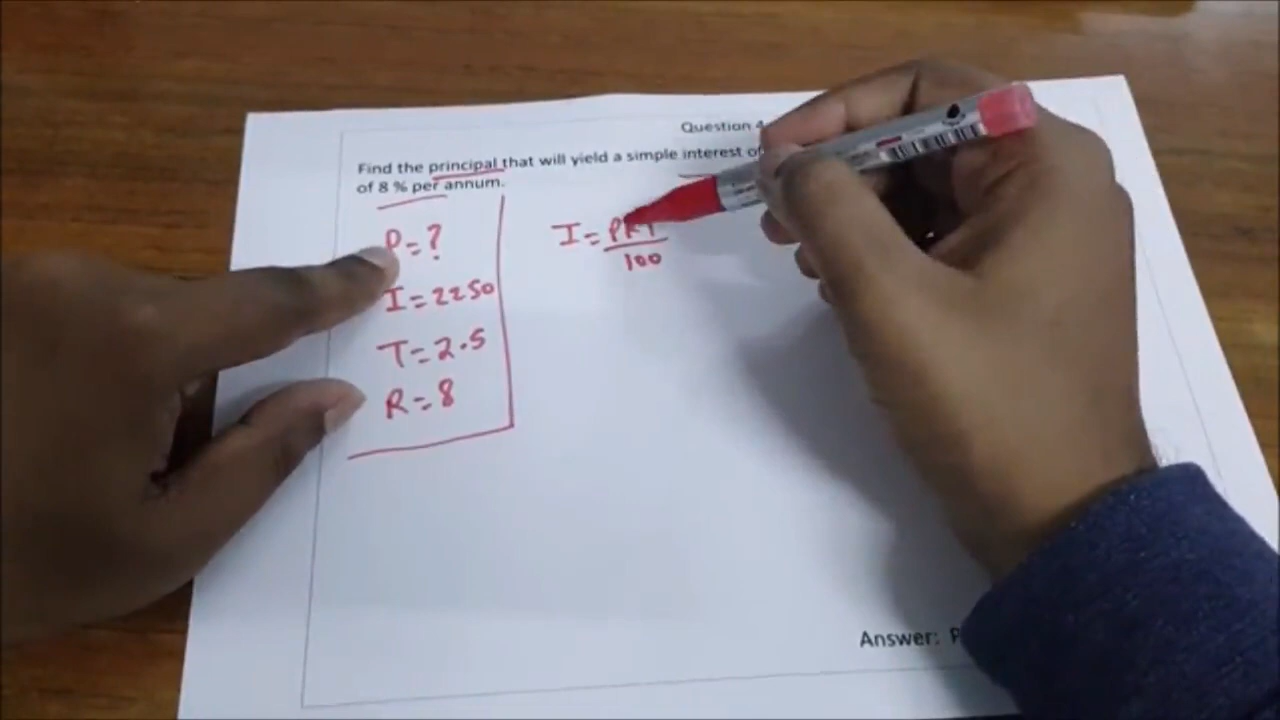 Question 4
Find the principal that will yield a simple interest of
of 8 % per annum.
P=?
I=2250
T=2.5
R=8
I=PRT
100
Answer: P